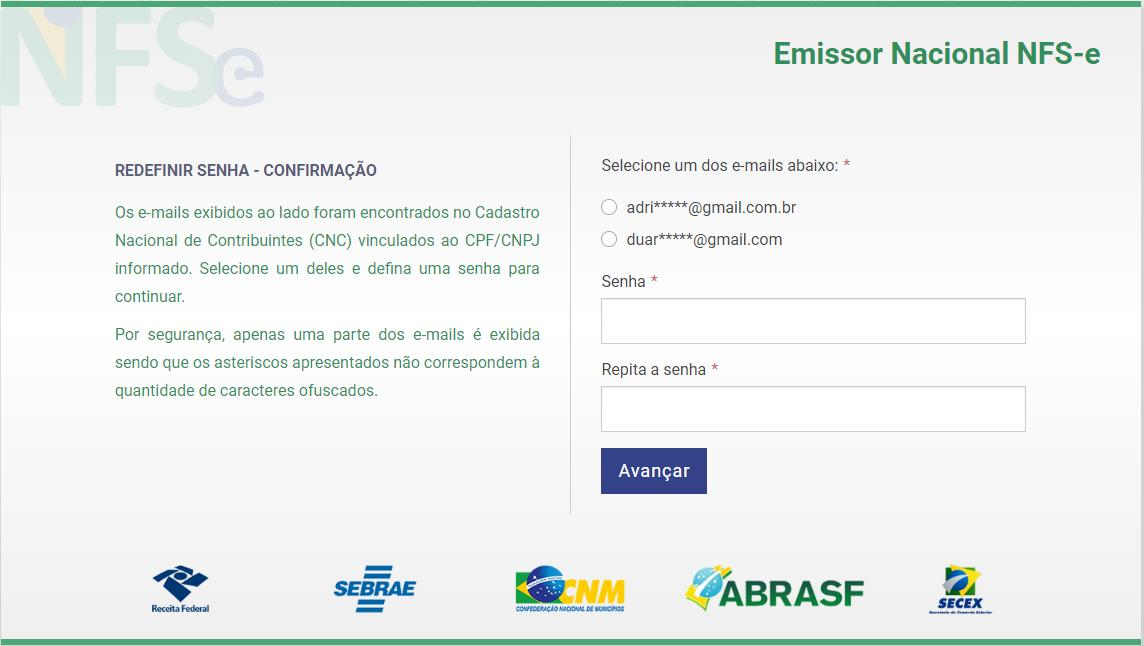 NFSe
Emissor Nacional NFS-e
REDEFINIR SENHA - CONFIRMAÇÃO
Os e-mails exibidos ao lado foram encontrados no Cadastro
Nacional de Contribuintes (CNC) vinculados ao CPF/CNPJ
informado. Selecione um deles e defina uma senha para
continuar.
Por segurança, apenas uma parte dos e-mails é exibida
sendo que os asteriscos apresentados não correspondem à
quantidade de caracteres ofuscados.
Selecione um dos e-mails abaixo: *
adri*****@gmail.com.br
duar*****@gmail.com
Senha *
Repita a senha *
Avançar
Receita Federal
SEBRAE
CNM
CONFEDERAÇÃO NACIONAL DE MUNICÍPIOS
ABRASF
SECEX
Secretaria de Comércio Exterior